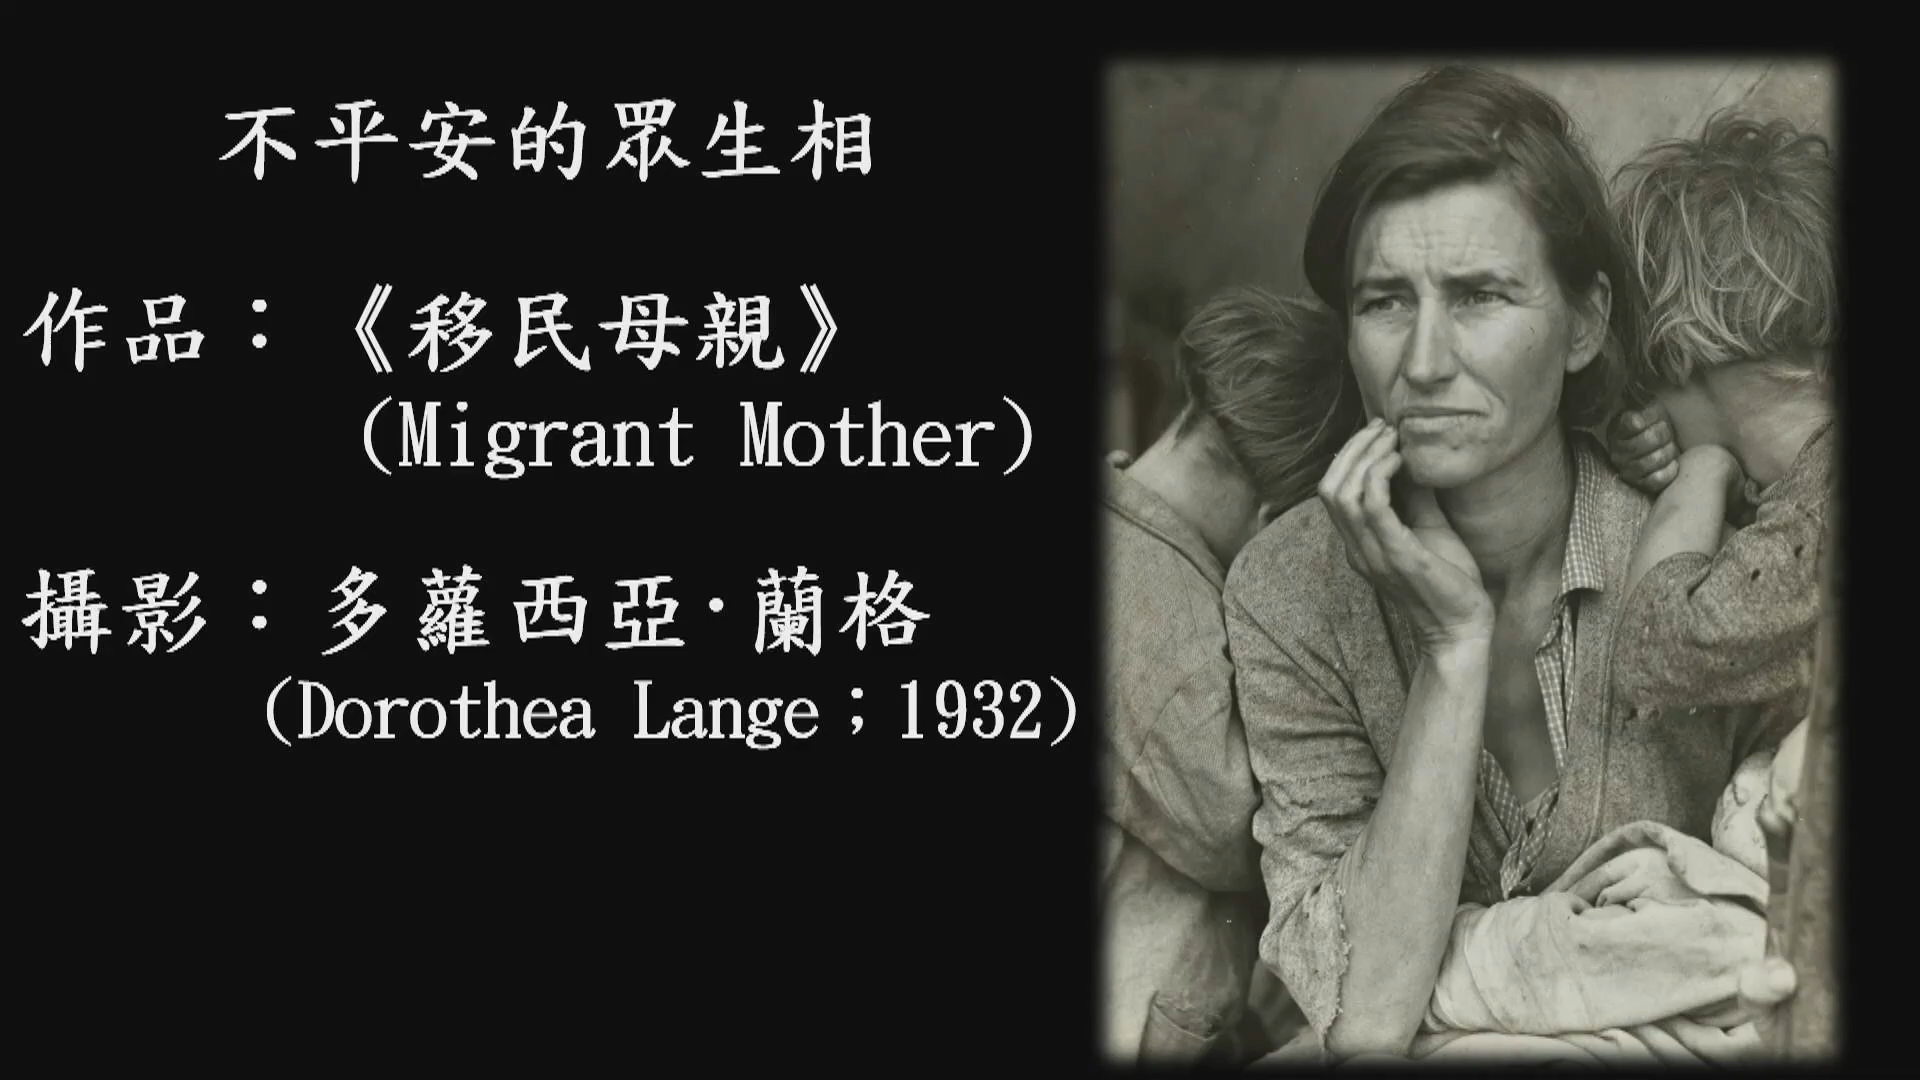 不平安的眾生相
作品：《移民母親》
(Migrant Mother)
攝影：多蘿西亞·蘭格
(Dorothea Lange；1932)